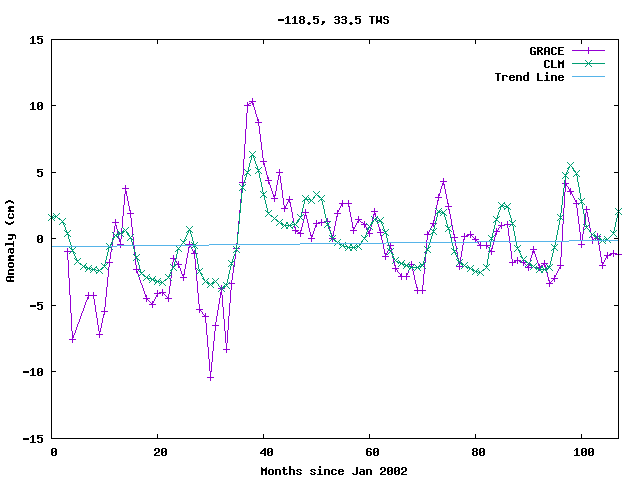 -118.5, 33.5 TWS
GRACE
CLM
Trend Line
15
10
5
0
-5
-10
-15
Anomaly (cm)
0 20 40 60 80 100
Months since Jan 2002